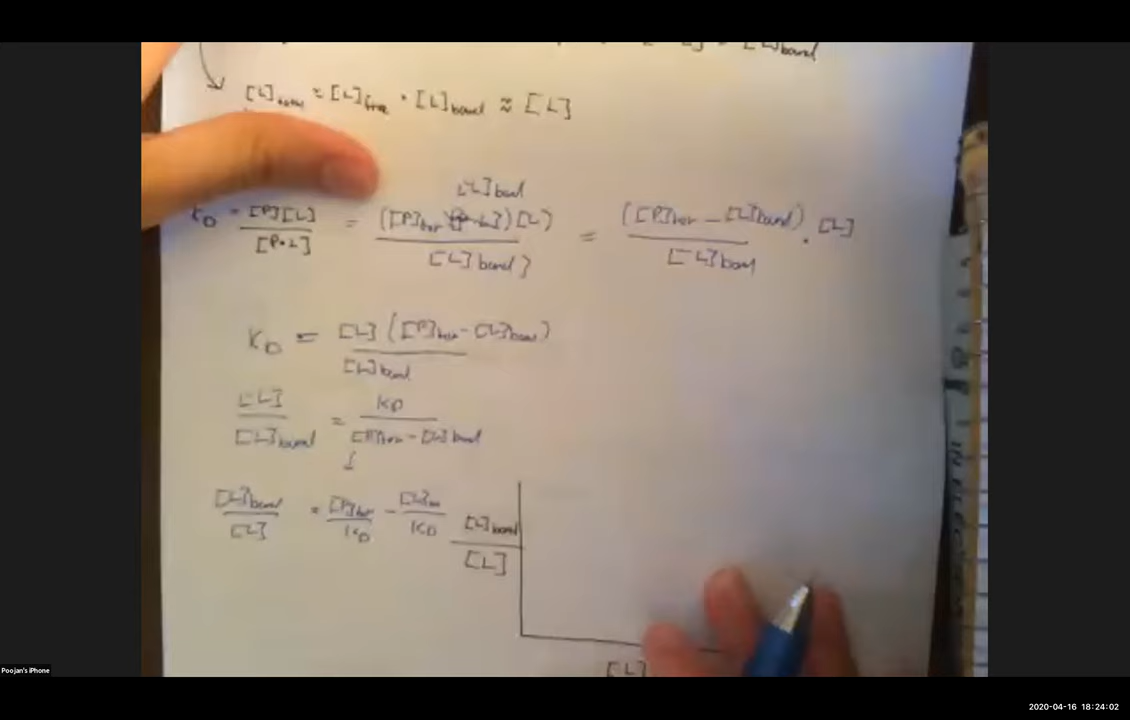 [L]bound
[L]total ≈ [L]free + [L]bound ≈ [L]
[L]bound
KD = [P][L] / [P·L] = ([P]tot [P·L])[L] / [L]bound = ([P]tot - [L]bound) · [L] / [L]bound
KD = [L] ([P]tot - [L]bound) / [L]bound
[L] / [L]bound = KD / [P]tot - [L]bound
[L]bound / [L] = [P]tot / KD - [L] / KD
[L]bound / [L]
[L]
Poojan's iPhone
2020-04-16 18:24:02